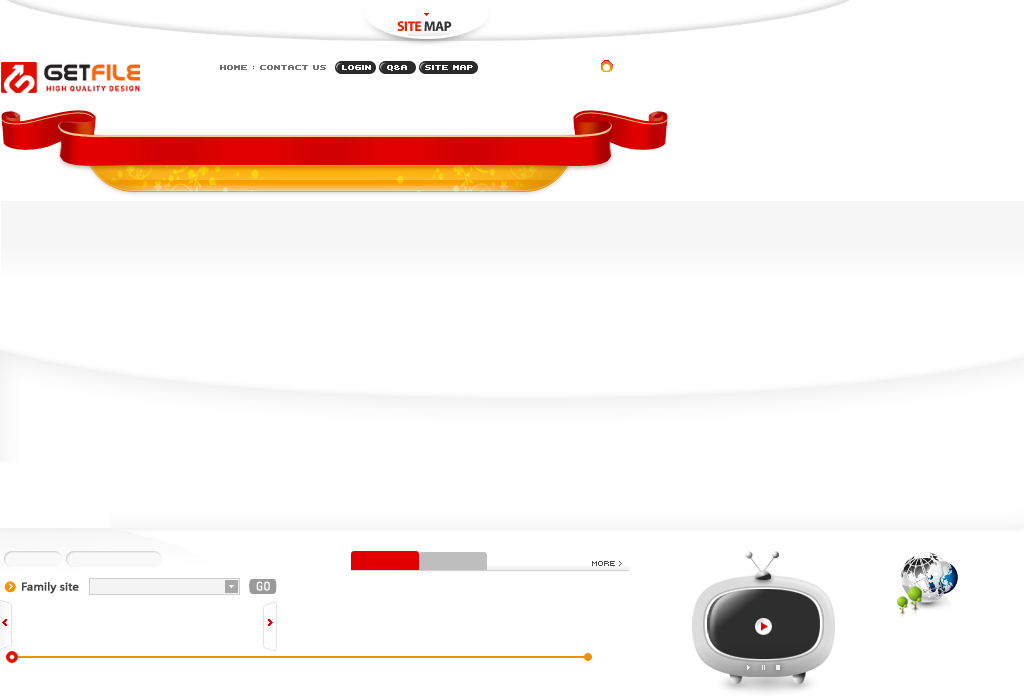 SITE MAP
GETFILE
HIGH QUALITY DESIGN
HOME : CONTACT US LOGIN Q&A SITE MAP
MORE >
Family site GO